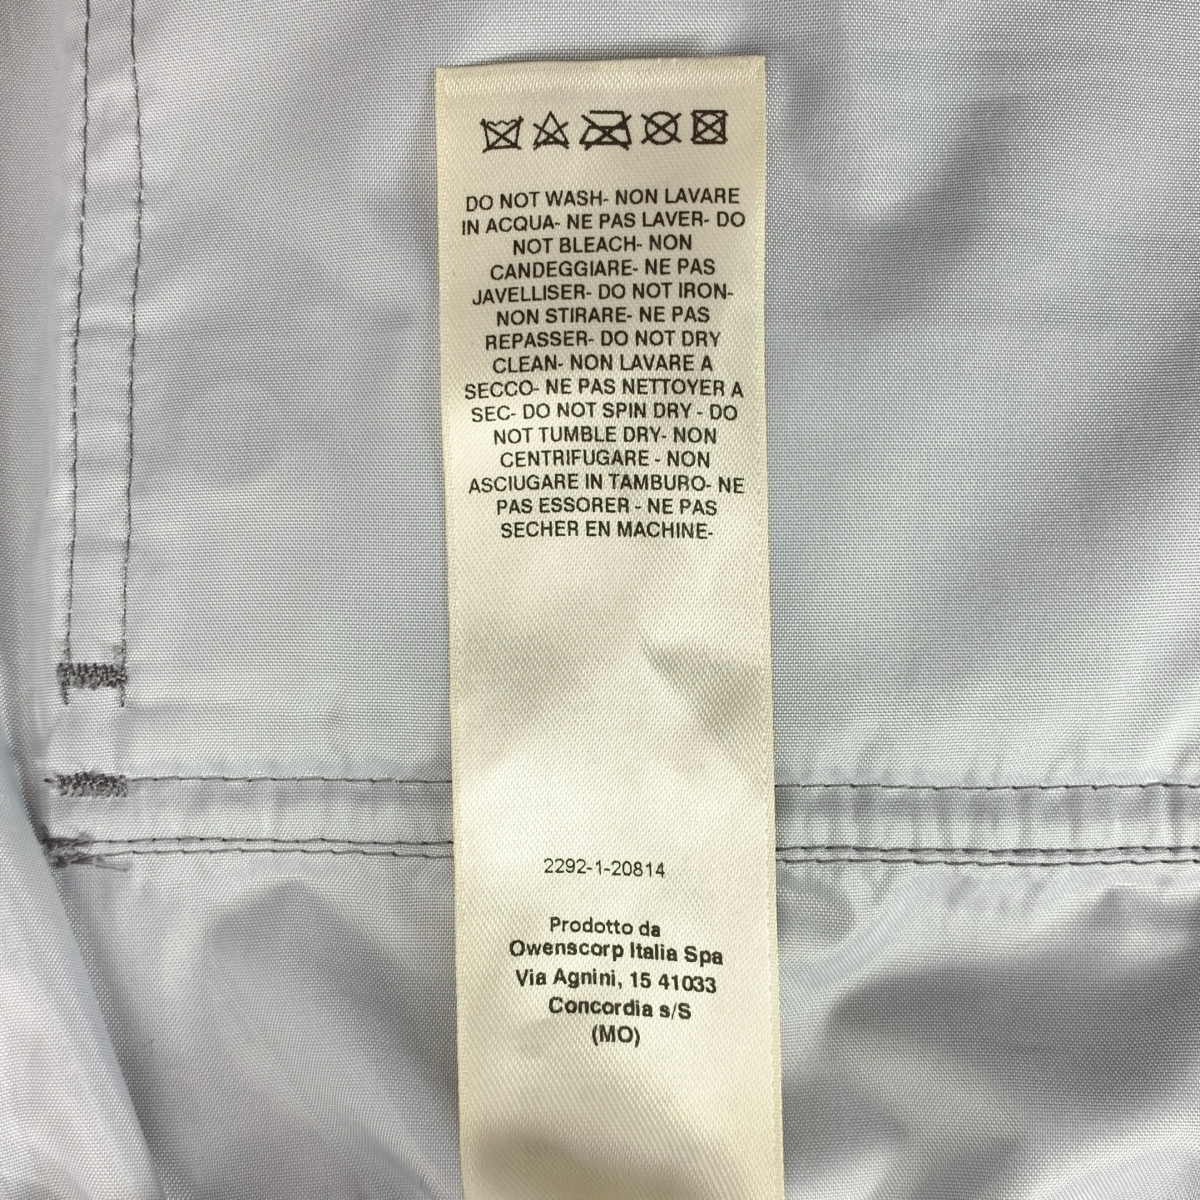 DO NOT WASH- NON LAVARE
IN ACQUA- NE PAS LAVER- DO
NOT BLEACH- NON
CANDEGGIARE- NE PAS
JAVELLISER- DO NOT IRON-
NON STIRARE- NE PAS
REPASSER- DO NOT DRY
CLEAN- NON LAVARE A
SECCO- NE PAS NETTOYER A
SEC- DO NOT SPIN DRY - DO
NOT TUMBLE DRY- NON
CENTRIFUGARE - NON
ASCIUGARE IN TAMBURO- NE
PAS ESSORER - NE PAS
SECHER EN MACHINE-
2292-1-20814
Prodotto da
Owenscorp Italia Spa
Via Agnini, 15 41033
Concordia s/S
(MO)